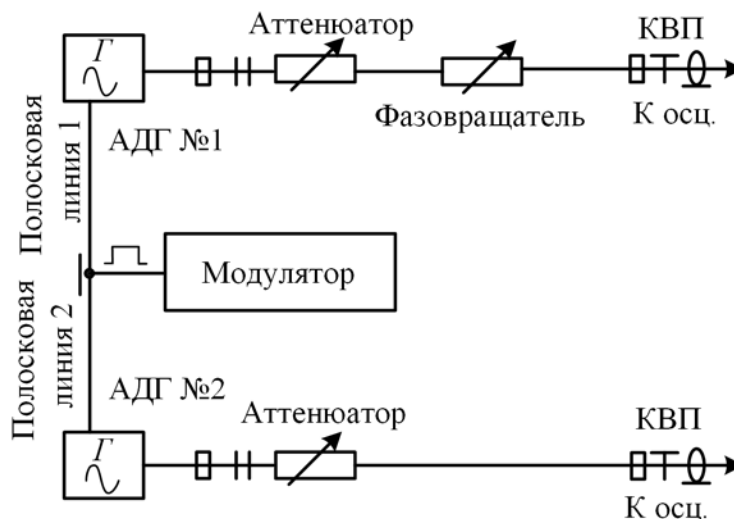 Аттенюатор
КВП
Г
Фазовращатель
К осц.
АДГ №1
Полосковая
линия 1
Модулятор
Полосковая
линия 2
АДГ №2
Аттенюатор
КВП
Г
К осц.